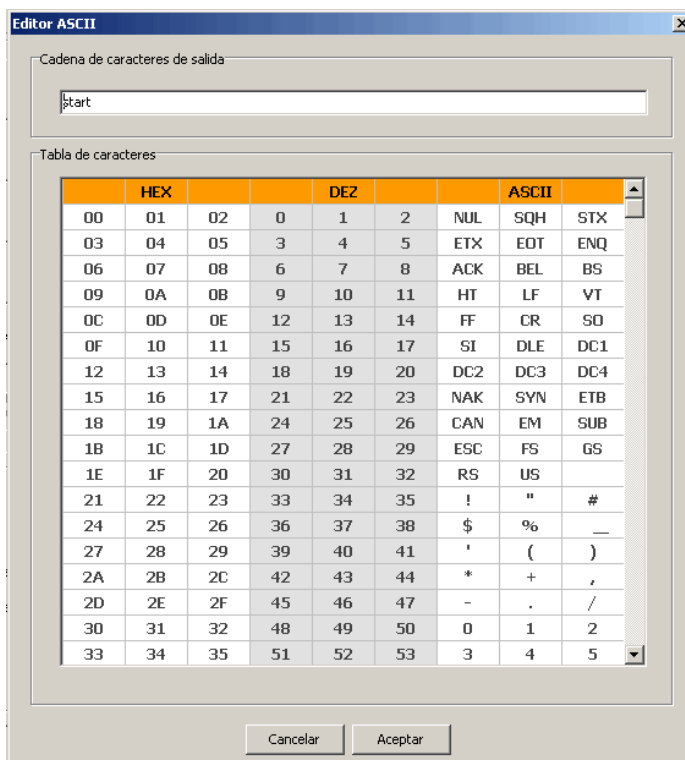 Editor ASCII
Cadena de caracteres de salida
start
Tabla de caracteres
HEX DEZ ASCII
00 01 02 0 1 2 NUL SQH STX
03 04 05 3 4 5 ETX EOT ENQ
06 07 08 6 7 8 ACK BEL BS
09 0A 0B 9 10 11 HT LF VT
0C 0D 0E 12 13 14 FF CR SO
0F 10 11 15 16 17 SI DLE DC1
12 13 14 18 19 20 DC2 DC3 DC4
15 16 17 21 22 23 NAK SYN ETB
18 19 1A 24 25 26 CAN EM SUB
1B 1C 1D 27 28 29 ESC FS GS
1E 1F 20 30 31 32 RS US
21 22 23 33 34 35 ! " #
24 25 26 36 37 38 $ % _
27 28 29 39 40 41 ' ( )
2A 2B 2C 42 43 44 * + ,
2D 2E 2F 45 46 47 - . /
30 31 32 48 49 50 0 1 2
33 34 35 51 52 53 3 4 5
Cancelar Aceptar